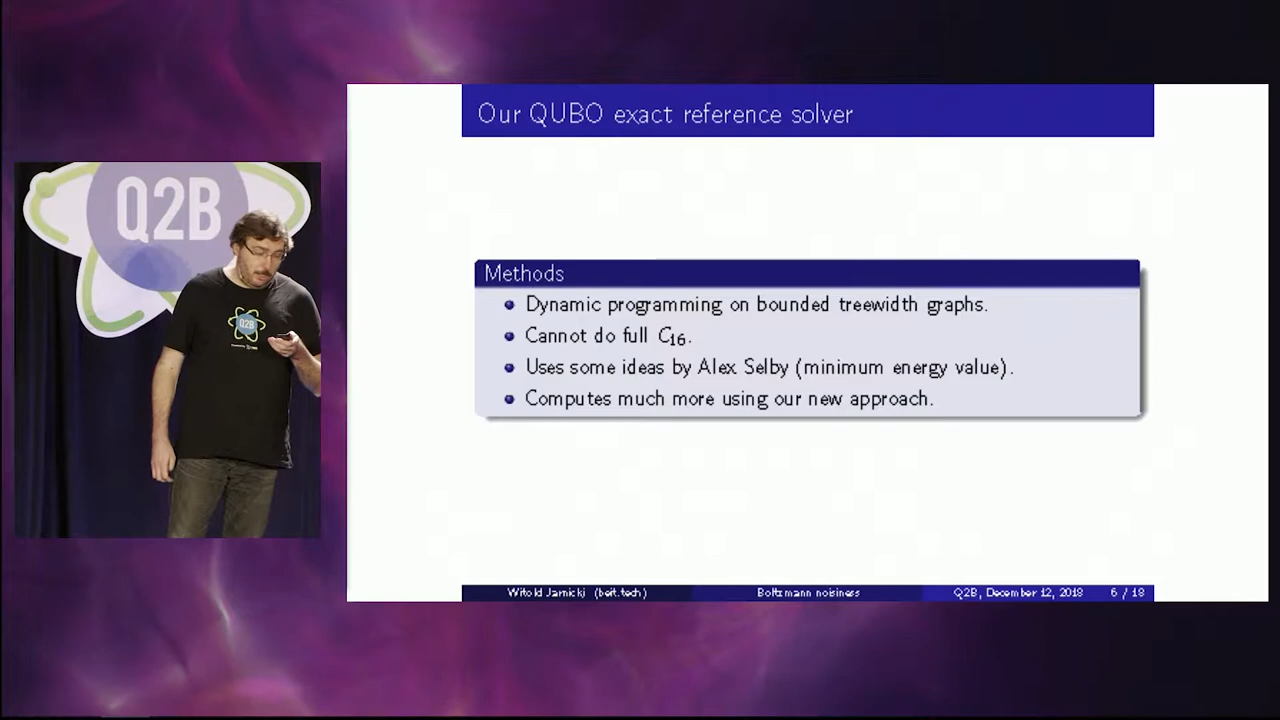 Our QUBO exact reference solver
Q2B
Q2B
Methods
Dynamic programming on bounded treewidth graphs.
Cannot do full C₁₆.
Uses some ideas by Alex Selby (minimum energy value).
Computes much more using our new approach.
Witold Jarnicki (beit.tech) Boltzmann noisiness Q2B, December 12, 2019 6 / 18